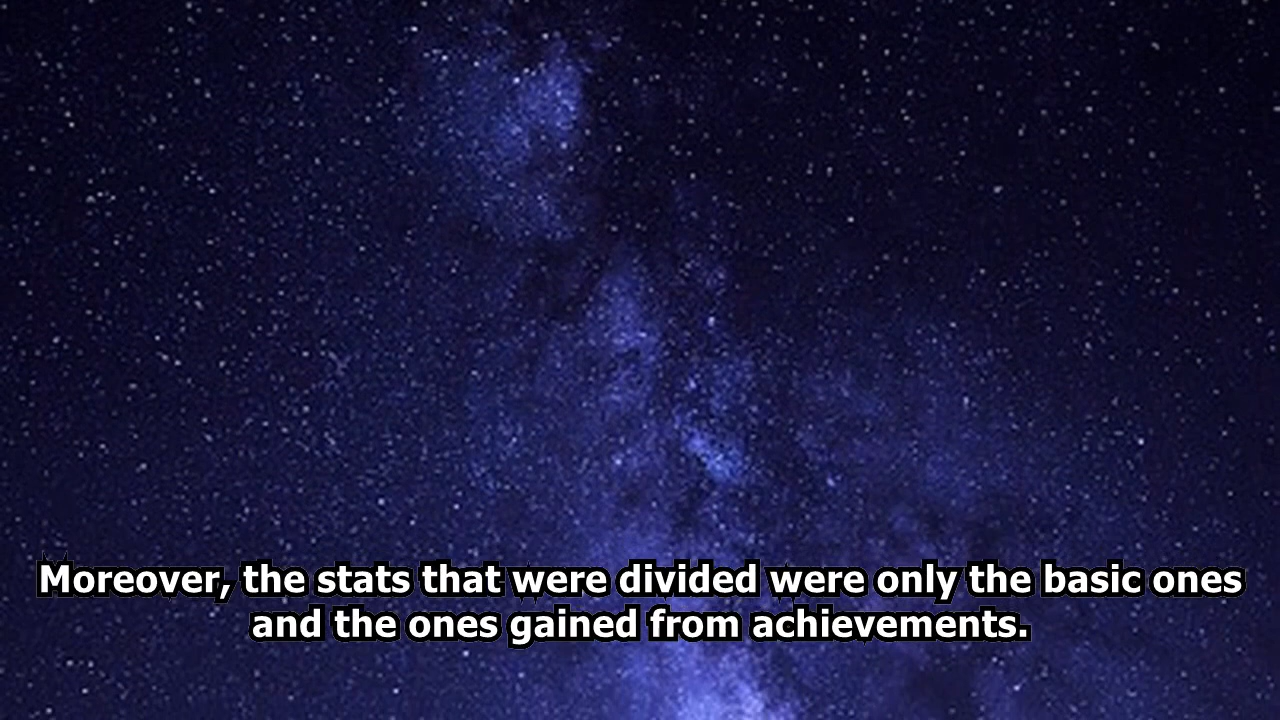 Moreover, the stats that were divided were only the basic ones
and the ones gained from achievements.